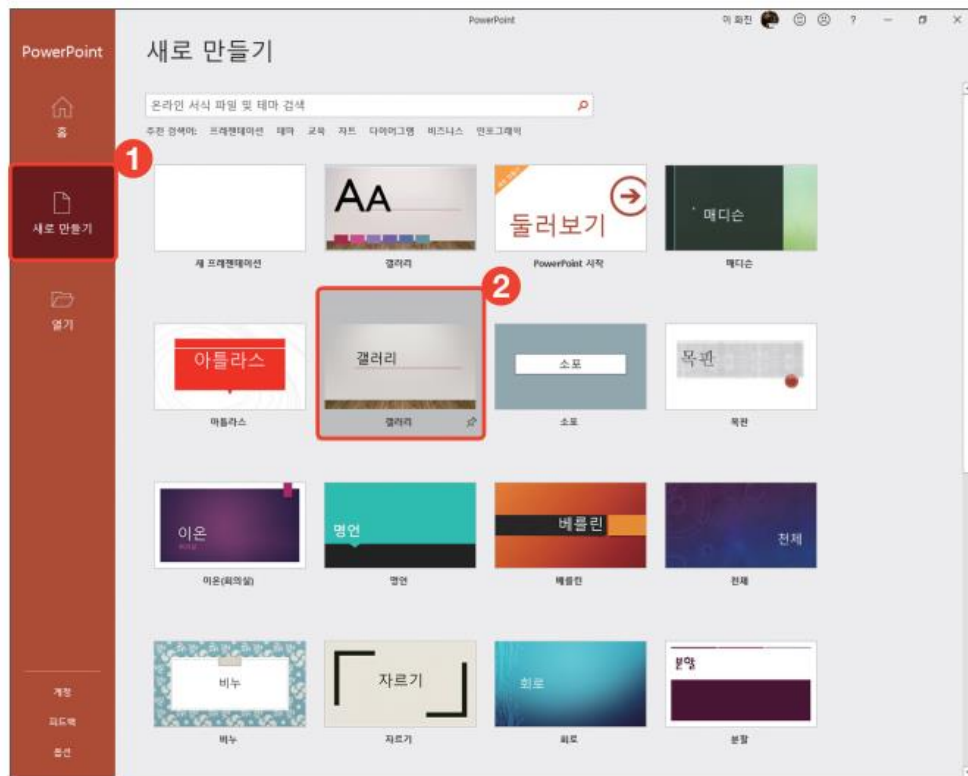 PowerPoint
이 화진
?
PowerPoint
새로 만들기
홈
온라인 서식 파일 및 테마 검색
추천 검색어: 프레젠테이션 테마 교육 차트 다이어그램 비즈니스 인포그래픽
1
새로 만들기
AA
둘러보기
매디슨
새 프레젠테이션
갤러리
PowerPoint 시작
매디슨
2
열기
아틀라스
갤러리
소포
목판
아틀라스
갤러리
소포
목판
이온
회의실
명언
베를린
천체
이온(회의실)
명언
베를린
천체
비누
자르기
회로
분할
비누
자르기
회로
분할
계정
피드백
옵션